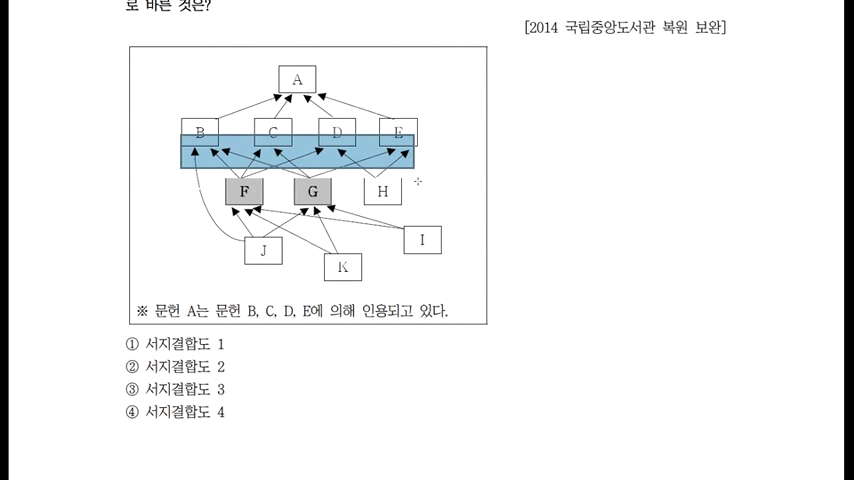 로 바른 것은?
[2014 국립중앙도서관 복원 보완]
A
B C D E
F G H
J K I
※ 문헌 A는 문헌 B, C, D, E에 의해 인용되고 있다.
① 서지결합도 1
② 서지결합도 2
③ 서지결합도 3
④ 서지결합도 4